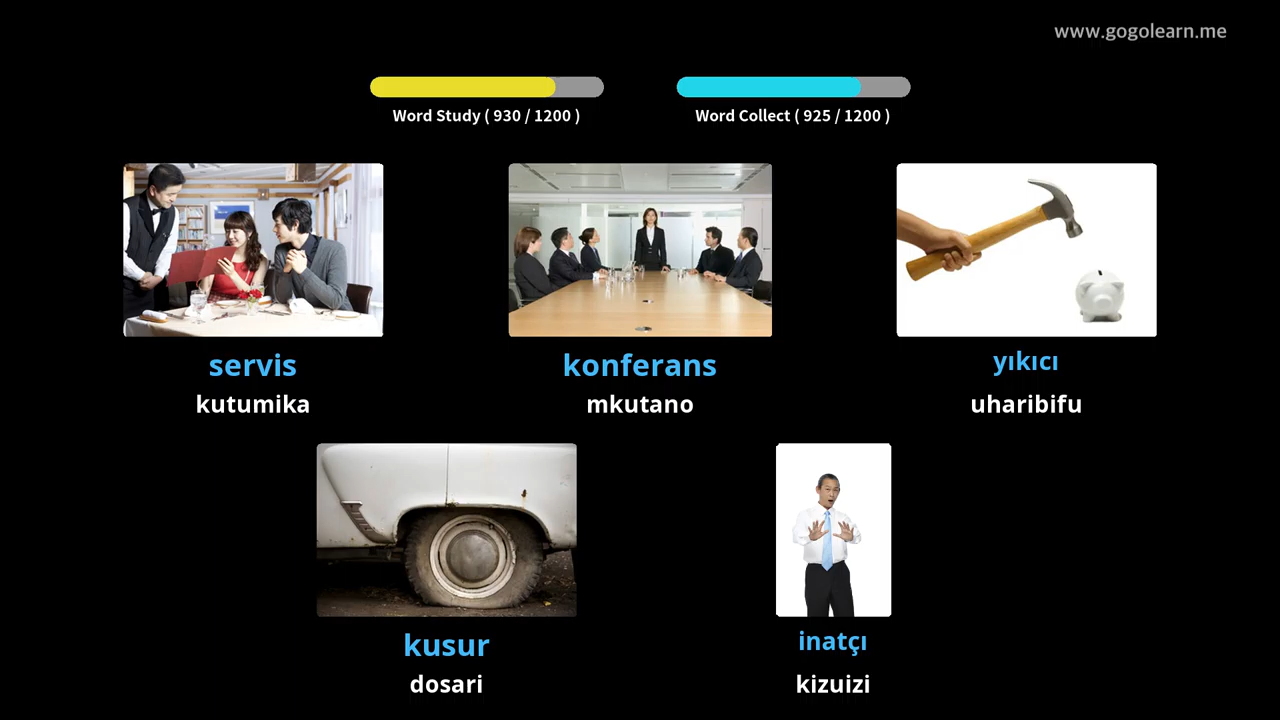 www.gogolearn.me
Word Study ( 930 / 1200 )
Word Collect ( 925 / 1200 )
servis
konferans
yıkıcı
kutumika
mkutano
uharibifu
kusur
inatçı
dosari
kizuizi